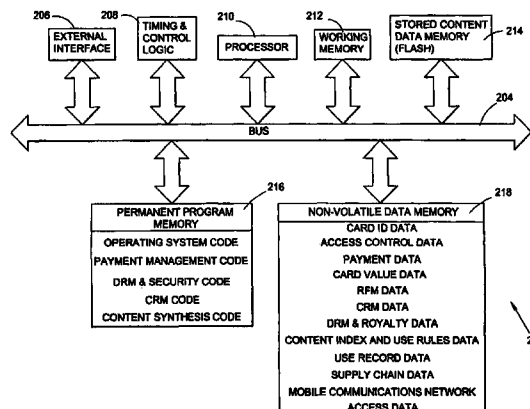 206
EXTERNAL
INTERFACE
208
TIMING &
CONTROL
LOGIC
210
PROCESSOR
212
WORKING
MEMORY
STORED CONTENT
DATA MEMORY
(FLASH)
214
BUS
204
216
PERMANENT PROGRAM
MEMORY
OPERATING SYSTEM CODE
PAYMENT MANAGEMENT CODE
DRM & SECURITY CODE
CRM CODE
CONTENT SYNTHESIS CODE
218
NON-VOLATILE DATA MEMORY
CARD ID DATA
ACCESS CONTROL DATA
PAYMENT DATA
CARD VALUE DATA
RFM DATA
CRM DATA
DRM & ROYALTY DATA
CONTENT INDEX AND USE RULES DATA
USE RECORD DATA
SUPPLY CHAIN DATA
MOBILE COMMUNICATIONS NETWORK
ACCESS DATA